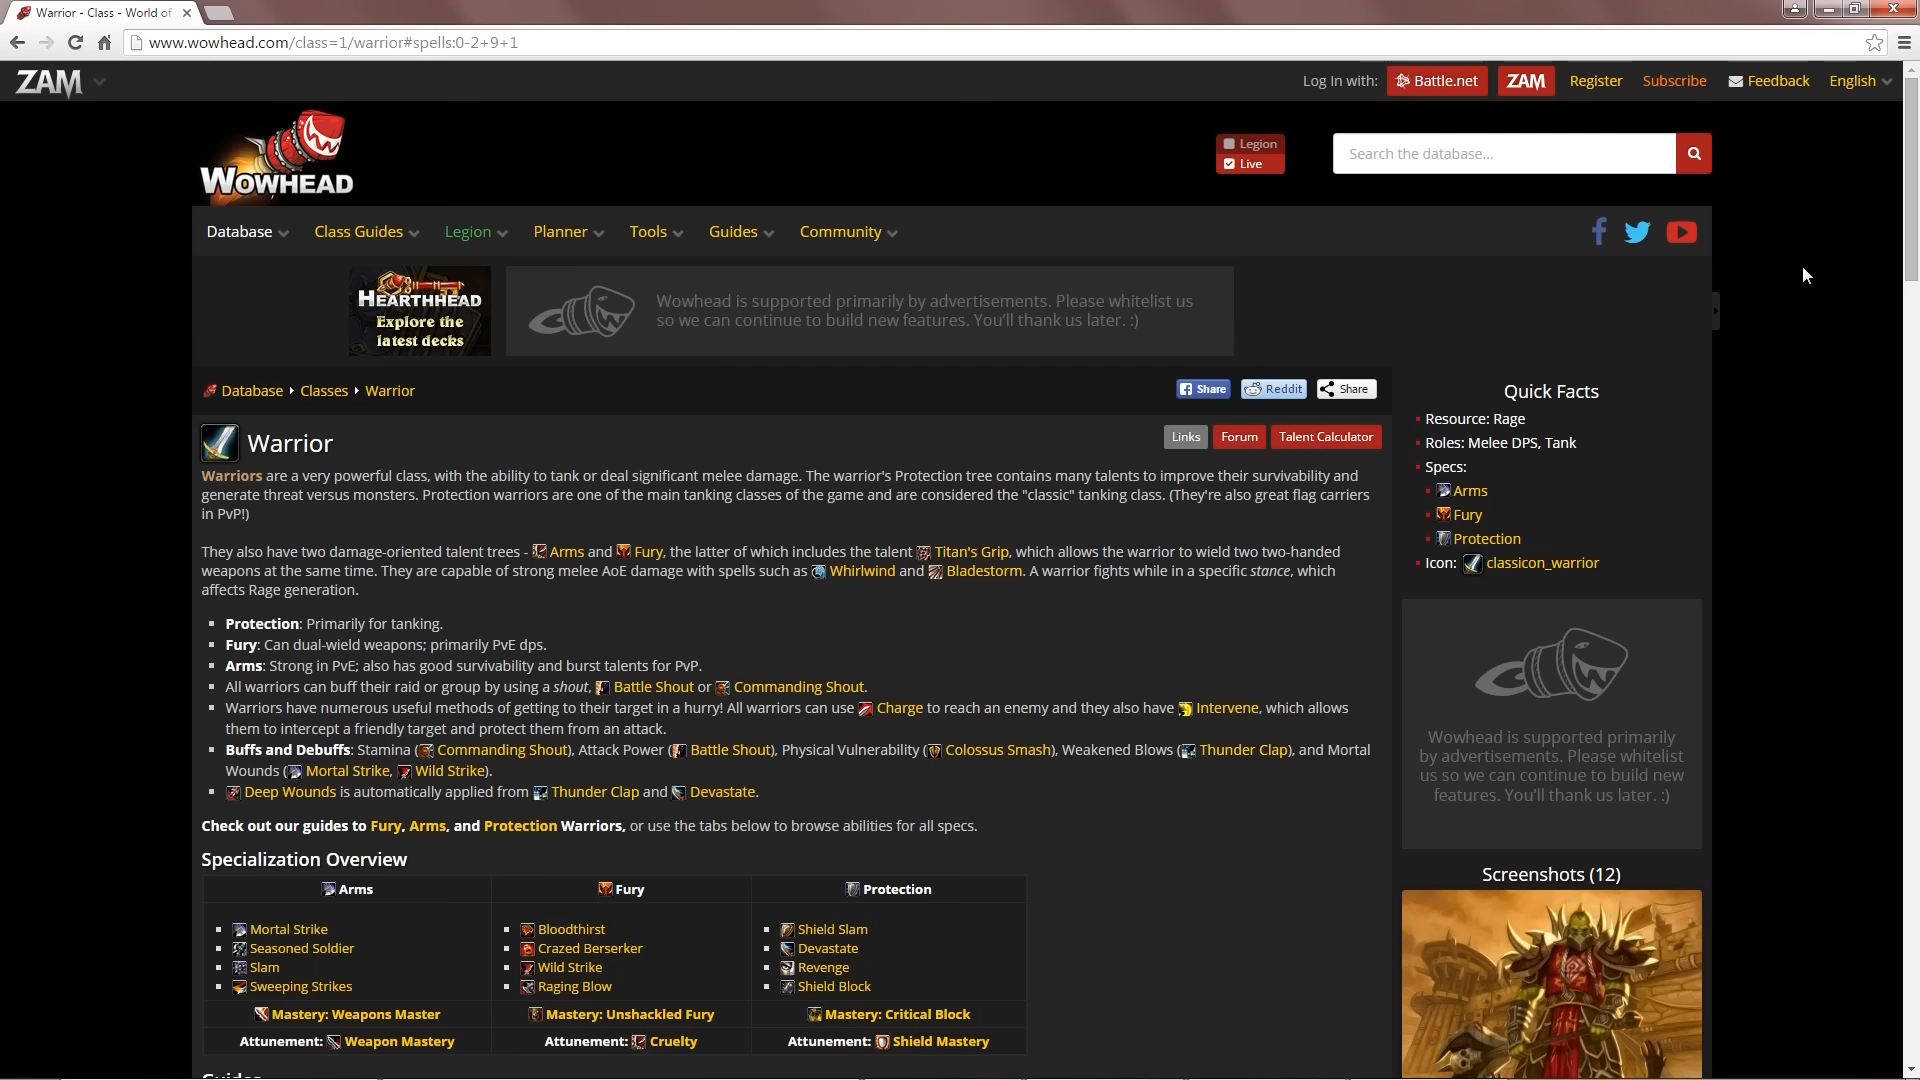 Warrior - Class - World of
www.wowhead.com/class=1/warrior#spells:0-2+9+1
ZAM
Log In with: Battle.net ZAM Register Subscribe Feedback English
WOWHEAD
Legion
Live
Search the database...
Database Class Guides Legion Planner Tools Guides Community
HEARTHHEAD
Explore the
latest decks
Wowhead is supported primarily by advertisements. Please whitelist us
so we can continue to build new features. You'll thank us later. :)
Database Classes Warrior
Share Reddit Share
Warrior
Links Forum Talent Calculator
Warriors are a very powerful class, with the ability to tank or deal significant melee damage. The warrior's Protection tree contains many talents to improve their survivability and
generate threat versus monsters. Protection warriors are one of the main tanking classes of the game and are considered the "classic" tanking class. (They're also great flag carriers
in PvP!)
They also have two damage-oriented talent trees - Arms and Fury, the latter of which includes the talent Titan's Grip, which allows the warrior to wield two two-handed
weapons at the same time. They are capable of strong melee AoE damage with spells such as Whirlwind and Bladestorm. A warrior fights while in a specific stance, which
affects Rage generation.
Protection: Primarily for tanking.
Fury: Can dual-wield weapons; primarily PvE dps.
Arms: Strong in PvE; also has good survivability and burst talents for PvP.
All warriors can buff their raid or group by using a shout, Battle Shout or Commanding Shout.
Warriors have numerous useful methods of getting to their target in a hurry! All warriors can use Charge to reach an enemy and they also have Intervene, which allows
them to intercept a friendly target and protect them from an attack.
Buffs and Debuffs: Stamina (Commanding Shout), Attack Power (Battle Shout), Physical Vulnerability (Colossus Smash), Weakened Blows (Thunder Clap), and Mortal
Wounds (Mortal Strike, Wild Strike).
Deep Wounds is automatically applied from Thunder Clap and Devastate.
Check out our guides to Fury, Arms, and Protection Warriors, or use the tabs below to browse abilities for all specs.
Specialization Overview
Arms Fury Protection
Mortal Strike Bloodthirst Shield Slam
Seasoned Soldier Crazed Berserker Devastate
Slam Wild Strike Revenge
Sweeping Strikes Raging Blow Shield Block
Mastery: Weapons Master Mastery: Unshackled Fury Mastery: Critical Block
Attunement: Weapon Mastery Attunement: Cruelty Attunement: Shield Mastery
Guides
Quick Facts
Resource: Rage
Roles: Melee DPS, Tank
Specs:
Arms
Fury
Protection
Icon: classicon_warrior
Wowhead is supported primarily
by advertisements. Please whitelist
us so we can continue to build new
features. You'll thank us later. :)
Screenshots (12)